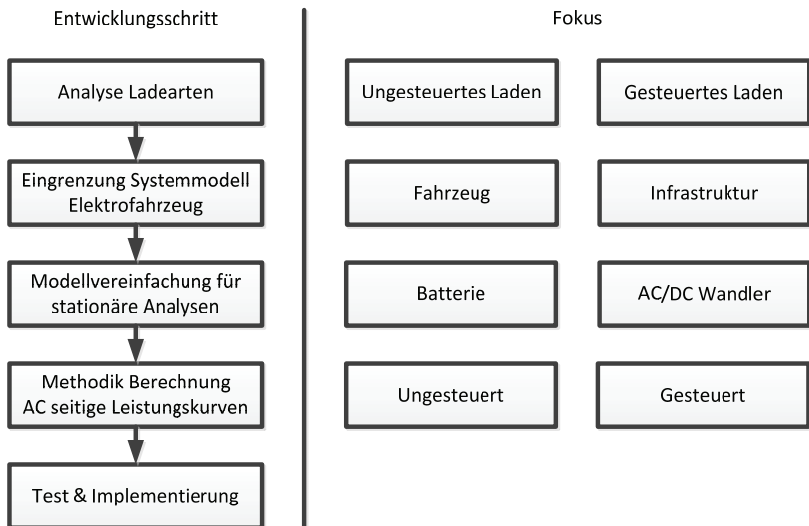 Entwicklungsschritt
Fokus
Analyse Ladearten
Ungesteuertes Laden
Gesteuertes Laden
Eingrenzung Systemmodell
Elektrofahrzeug
Fahrzeug
Infrastruktur
Modellvereinfachung für
stationäre Analysen
Batterie
AC/DC Wandler
Methodik Berechnung
AC seitige Leistungskurven
Ungesteuert
Gesteuert
Test & Implementierung